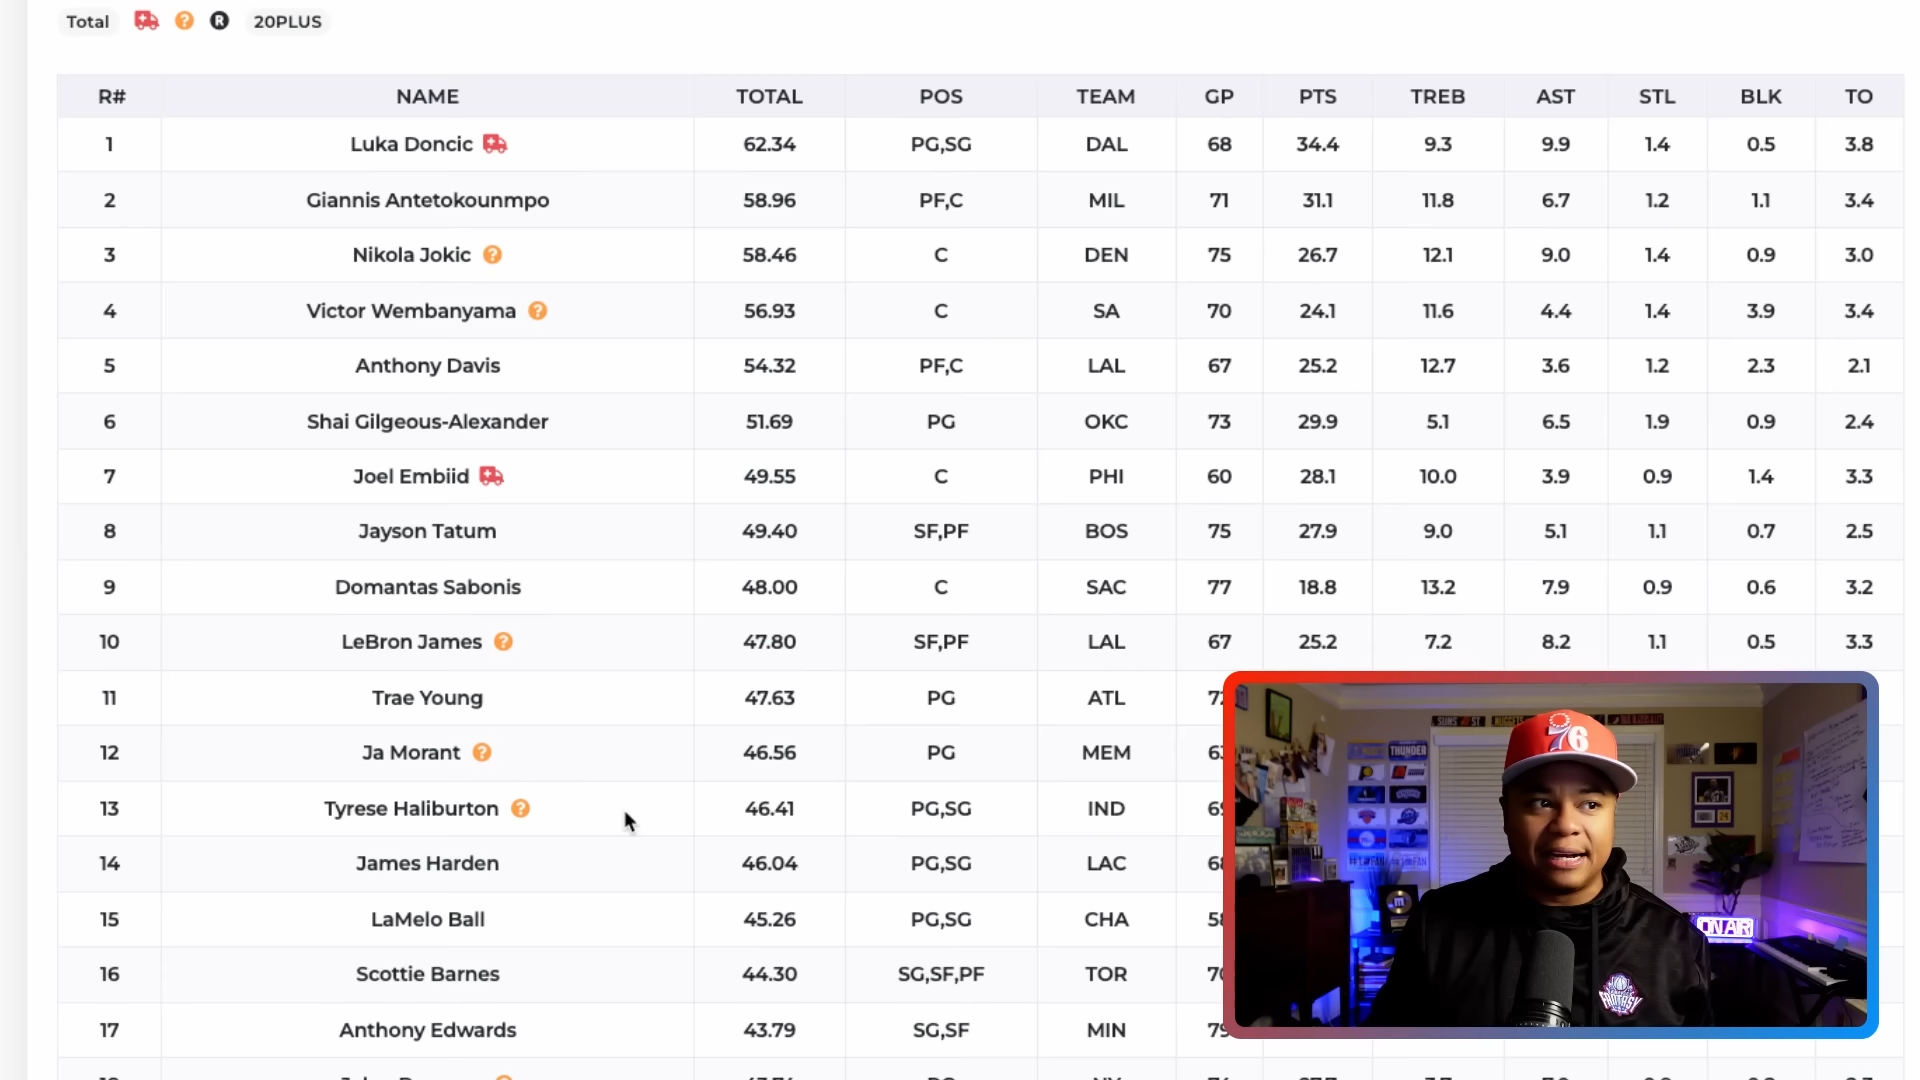 Total R 20PLUS
R# NAME TOTAL POS TEAM GP PTS TREB AST STL BLK TO
1 Luka Doncic 62.34 PG,SG DAL 68 34.4 9.3 9.9 1.4 0.5 3.8
2 Giannis Antetokounmpo 58.96 PF,C MIL 71 31.1 11.8 6.7 1.2 1.1 3.4
3 Nikola Jokic ? 58.46 C DEN 75 26.7 12.1 9.0 1.4 0.9 3.0
4 Victor Wembanyama ? 56.93 C SA 70 24.1 11.6 4.4 1.4 3.9 3.4
5 Anthony Davis 54.32 PF,C LAL 67 25.2 12.7 3.6 1.2 2.3 2.1
6 Shai Gilgeous-Alexander 51.69 PG OKC 73 29.9 5.1 6.5 1.9 0.9 2.4
7 Joel Embiid 49.55 C PHI 60 28.1 10.0 3.9 0.9 1.4 3.3
8 Jayson Tatum 49.40 SF,PF BOS 75 27.9 9.0 5.1 1.1 0.7 2.5
9 Domantas Sabonis 48.00 C SAC 77 18.8 13.2 7.9 0.9 0.6 3.2
10 LeBron James ? 47.80 SF,PF LAL 67 25.2 7.2 8.2 1.1 0.5 3.3
11 Trae Young 47.63 PG ATL
12 Ja Morant ? 46.56 PG MEM
13 Tyrese Haliburton ? 46.41 PG,SG IND
14 James Harden 46.04 PG,SG LAC
15 LaMelo Ball 45.26 PG,SG CHA
16 Scottie Barnes 44.30 SG,SF,PF TOR
17 Anthony Edwards 43.79 SG,SF MIN
THUNDER
76
ON AIR
FANTASY